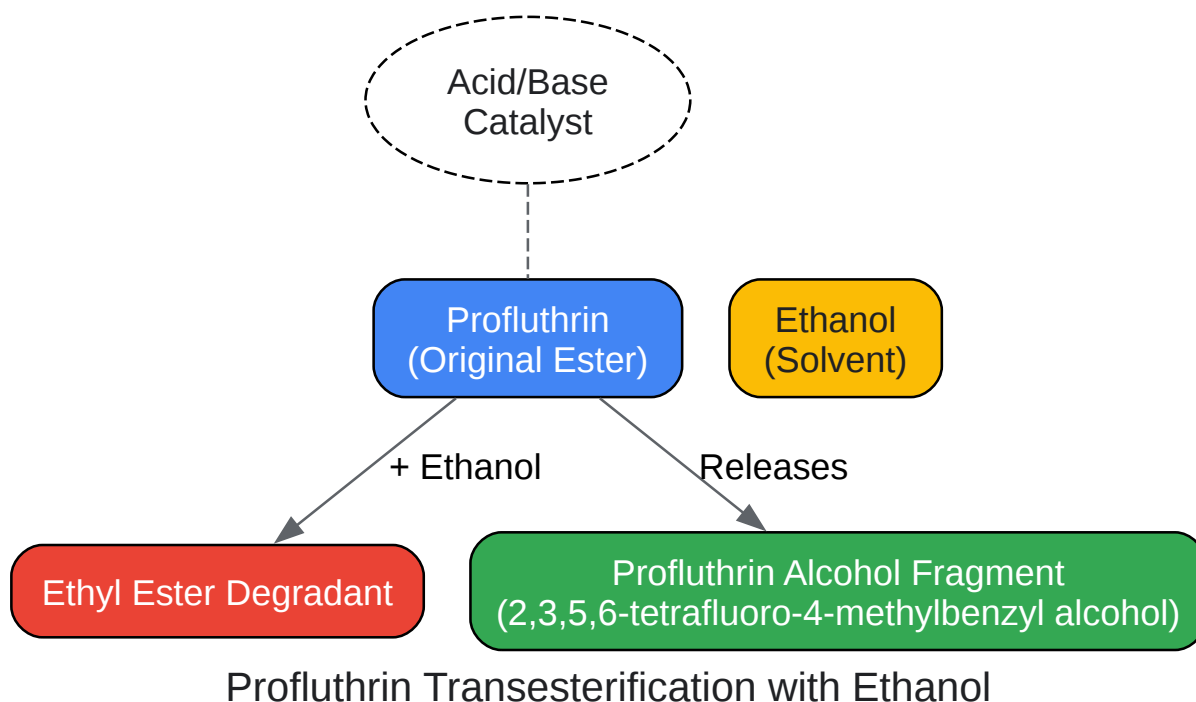 Acid/Base
Catalyst
Profluthrin
(Original Ester)
Ethanol
(Solvent)
+ Ethanol
Releases
Ethyl Ester Degradant
Profluthrin Alcohol Fragment
(2,3,5,6-tetrafluoro-4-methylbenzyl alcohol)
Profluthrin Transesterification with Ethanol